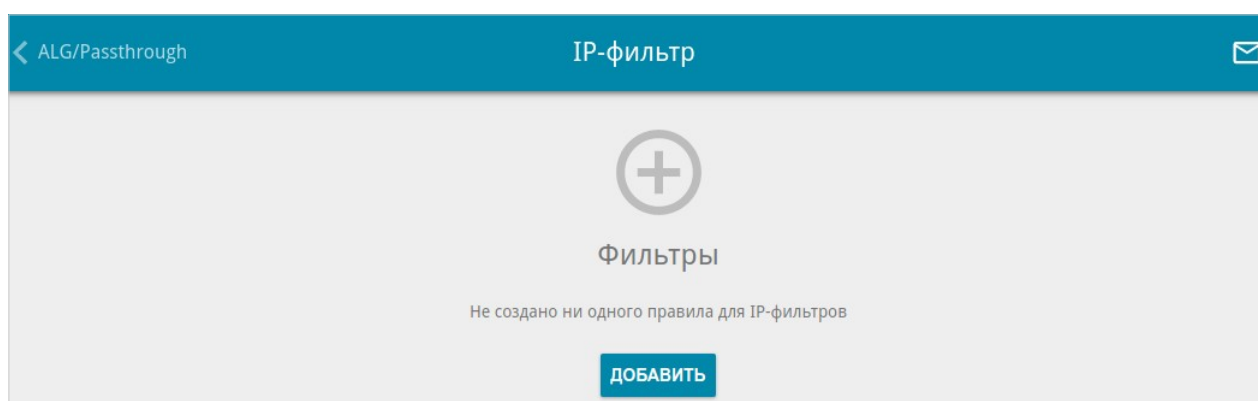 ALG/Passthrough
IP-фильтр
Фильтры
Не создано ни одного правила для IP-фильтров
ДОБАВИТЬ